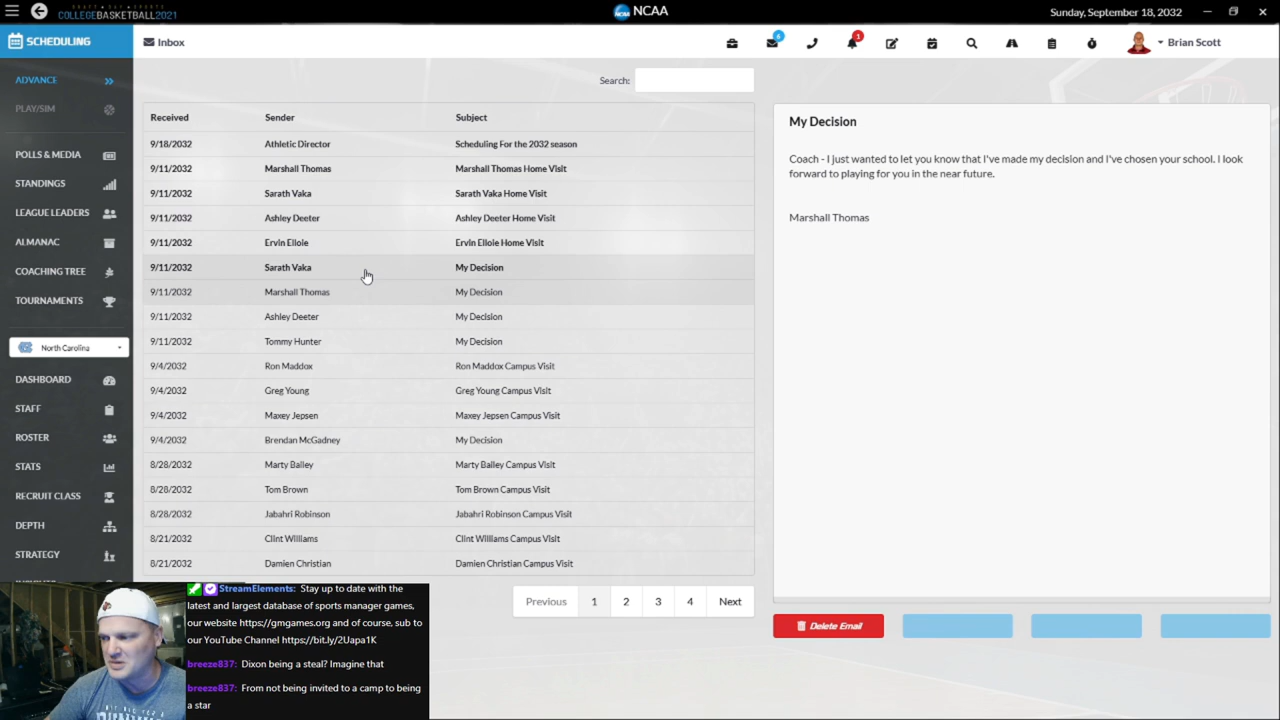 DRAFT DAY SPORTS
COLLEGEBASKETBALL2021
NCAA
Sunday, September 18, 2032
SCHEDULING
Inbox
6
1
Brian Scott
ADVANCE
PLAY/SIM
POLLS & MEDIA
STANDINGS
LEAGUE LEADERS
ALMANAC
COACHING TREE
TOURNAMENTS
North Carolina
DASHBOARD
STAFF
ROSTER
STATS
RECRUIT CLASS
DEPTH
STRATEGY
Search:
Received Sender Subject
9/18/2032 Athletic Director Scheduling For the 2032 season
9/11/2032 Marshall Thomas Marshall Thomas Home Visit
9/11/2032 Sarath Vaka Sarath Vaka Home Visit
9/11/2032 Ashley Deeter Ashley Deeter Home Visit
9/11/2032 Ervin Ellole Ervin Ellole Home Visit
9/11/2032 Sarath Vaka My Decision
9/11/2032 Marshall Thomas My Decision
9/11/2032 Ashley Deeter My Decision
9/11/2032 Tommy Hunter My Decision
9/4/2032 Ron Maddox Ron Maddox Campus Visit
9/4/2032 Greg Young Greg Young Campus Visit
9/4/2032 Maxey Jepsen Maxey Jepsen Campus Visit
9/4/2032 Brendan McGadney My Decision
8/28/2032 Marty Bailey Marty Bailey Campus Visit
8/28/2032 Tom Brown Tom Brown Campus Visit
8/28/2032 Jabahri Robinson Jabahri Robinson Campus Visit
8/21/2032 Clint Williams Clint Williams Campus Visit
8/21/2032 Damien Christian Damien Christian Campus Visit
Previous 1 2 3 4 Next
My Decision
Coach - I just wanted to let you know that I've made my decision and I've chosen your school. I look
forward to playing for you in the near future.
Marshall Thomas
Delete Email
StreamElements: Stay up to date with the
latest and largest database of sports manager games,
our website https://gmgames.org and of course, sub to
our YouTube Channel https://bit.ly/2Uapa1K
breeze837: Dixon being a steal? Imagine that
breeze837: From not being invited to a camp to being
a star